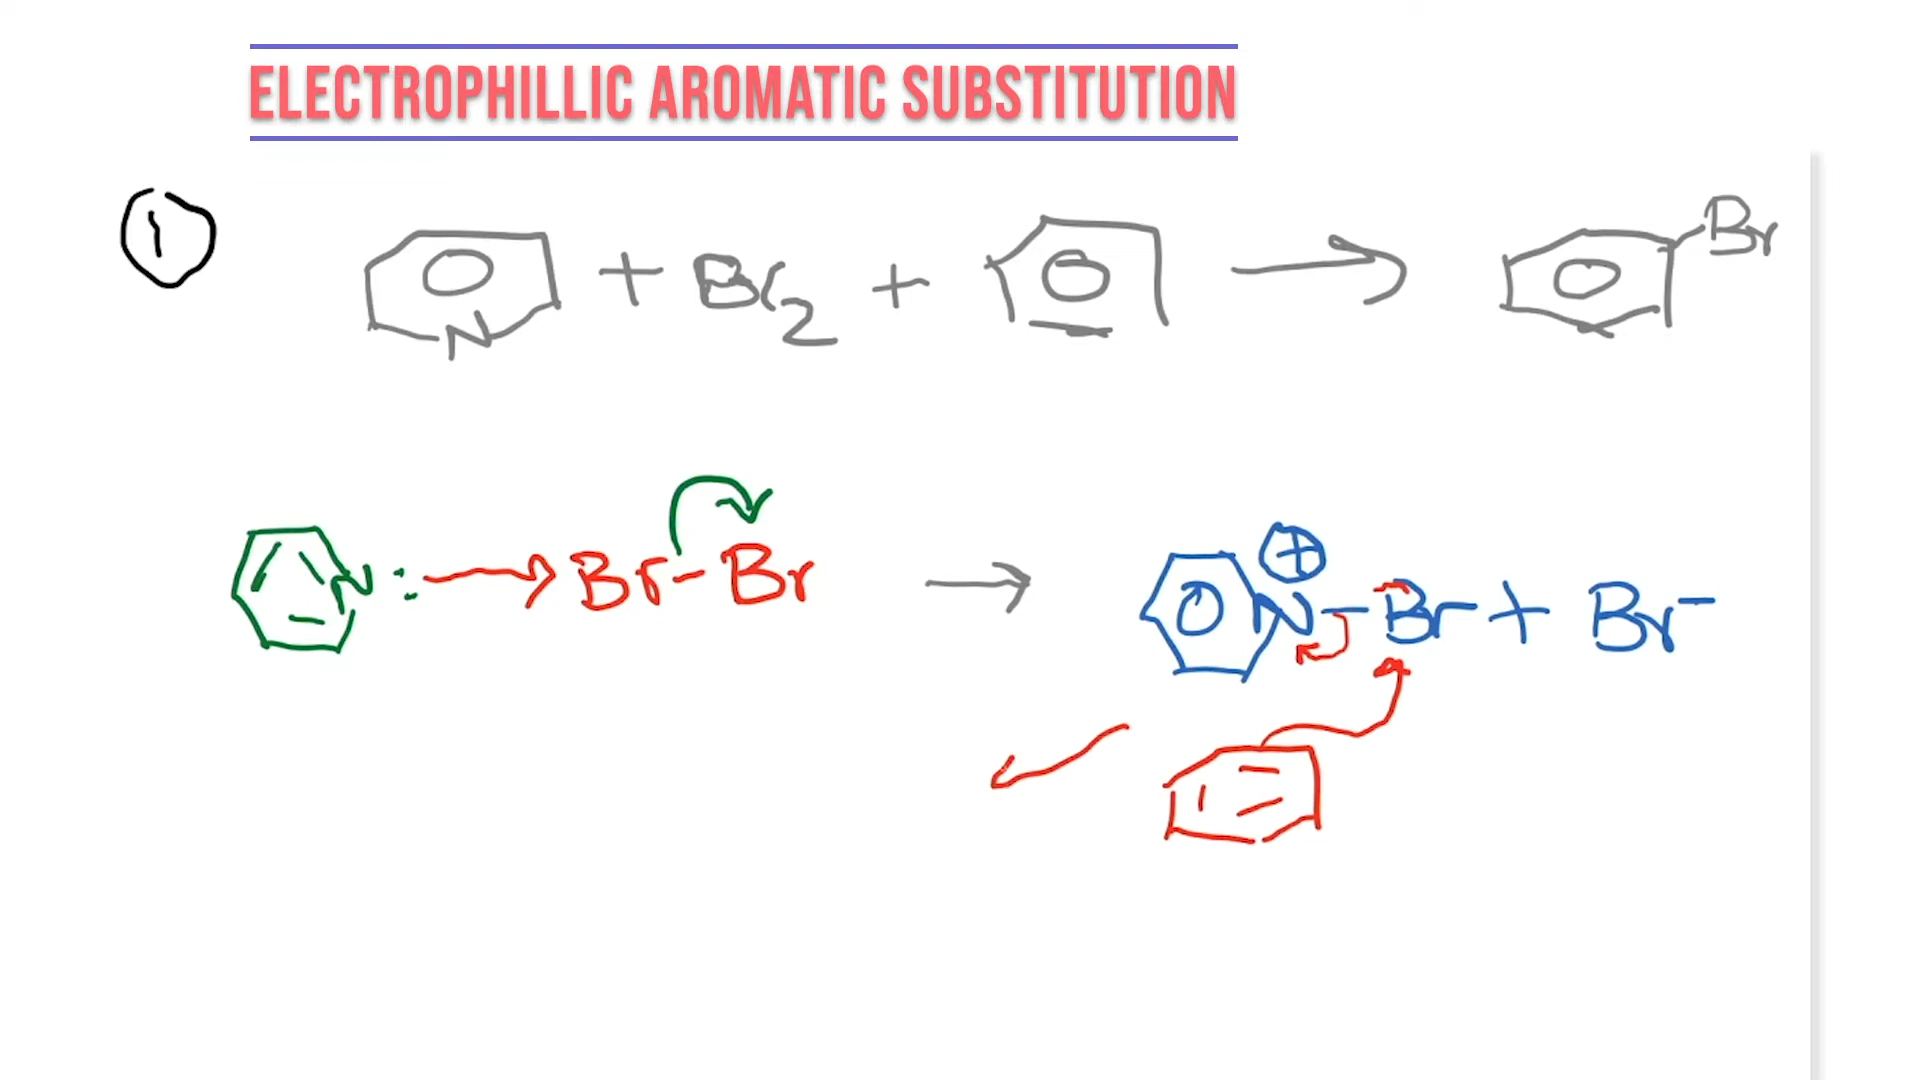 ELECTROPHILLIC AROMATIC SUBSTITUTION
1
N + Br2 + → Br
N: → Br-Br → N-Br + Br-
+